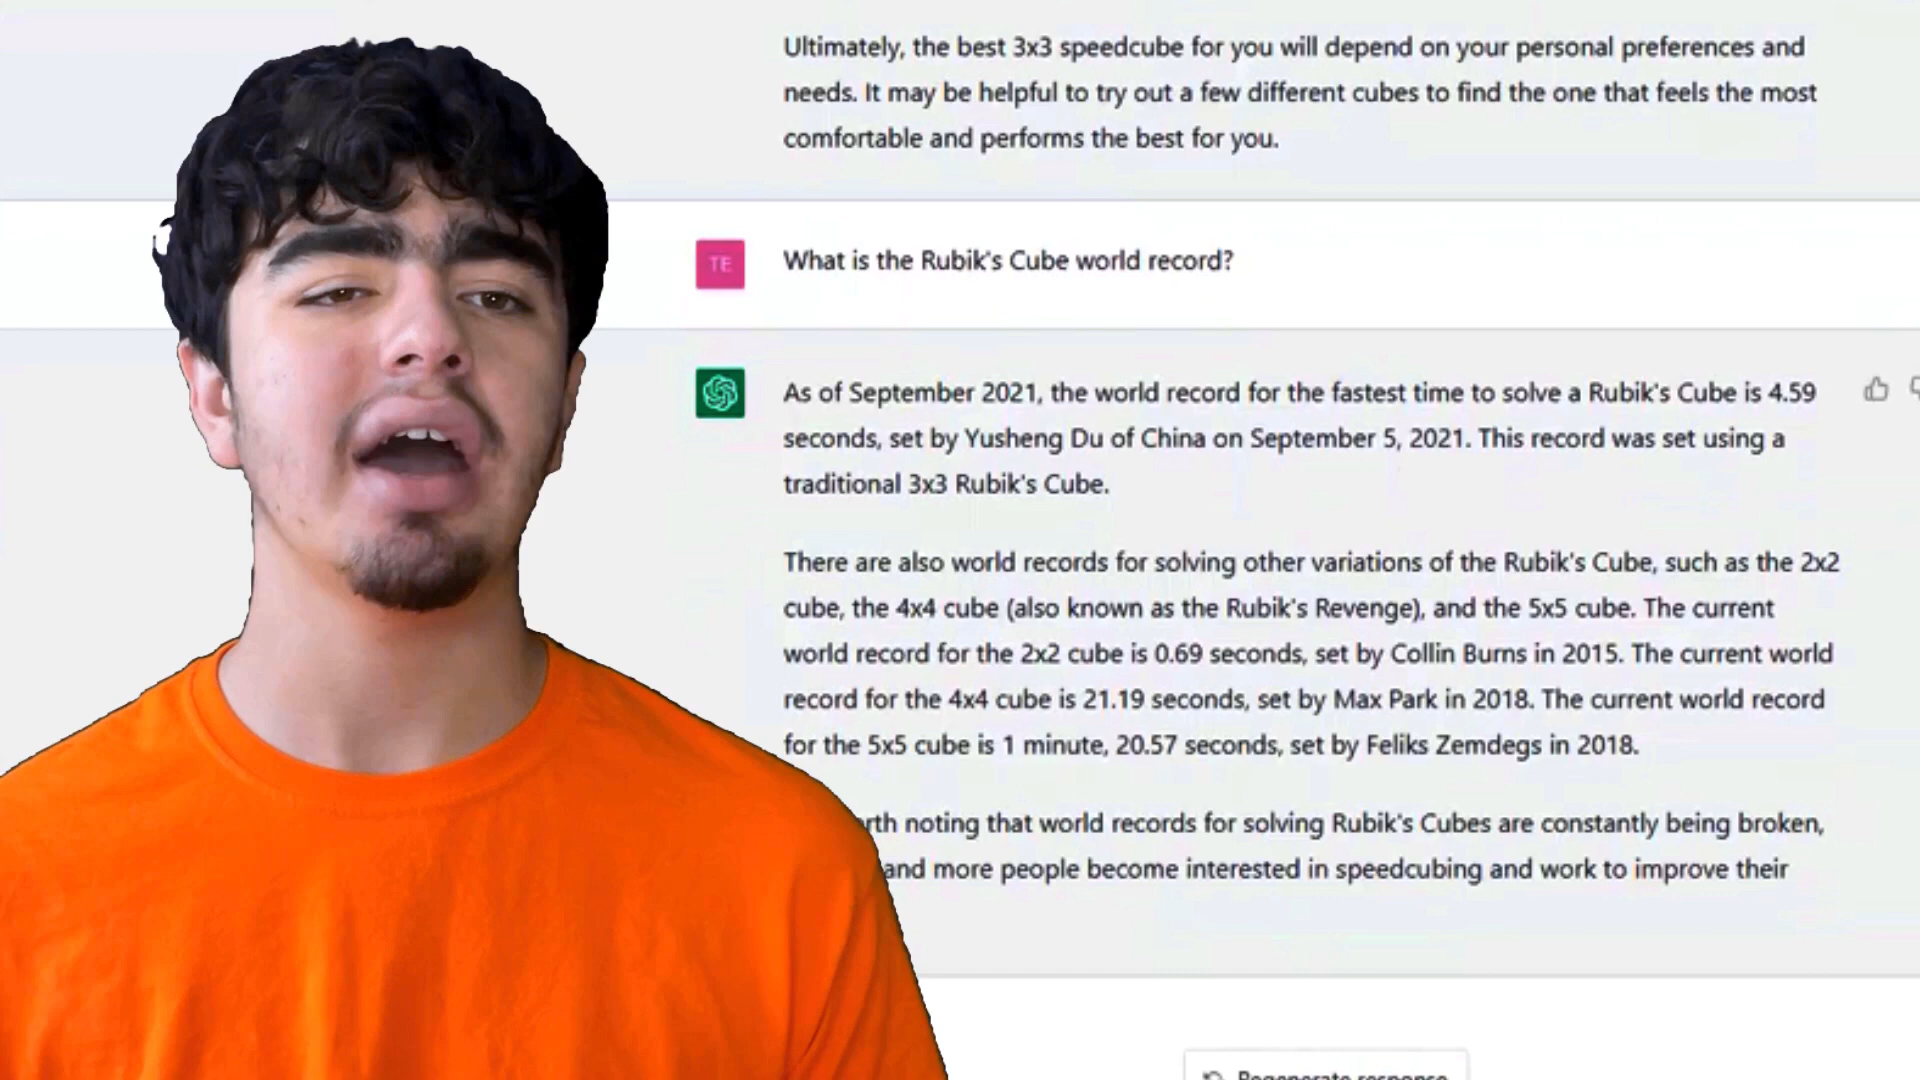 Ultimately, the best 3x3 speedcube for you will depend on your personal preferences and
needs. It may be helpful to try out a few different cubes to find the one that feels the most
comfortable and performs the best for you.
TE
What is the Rubik's Cube world record?
As of September 2021, the world record for the fastest time to solve a Rubik's Cube is 4.59
seconds, set by Yusheng Du of China on September 5, 2021. This record was set using a
traditional 3x3 Rubik's Cube.
There are also world records for solving other variations of the Rubik's Cube, such as the 2x2
cube, the 4x4 cube (also known as the Rubik's Revenge), and the 5x5 cube. The current
world record for the 2x2 cube is 0.69 seconds, set by Collin Burns in 2015. The current world
record for the 4x4 cube is 21.19 seconds, set by Max Park in 2018. The current world record
for the 5x5 cube is 1 minute, 20.57 seconds, set by Feliks Zemdegs in 2018.
rth noting that world records for solving Rubik's Cubes are constantly being broken,
and more people become interested in speedcubing and work to improve their
Regenerate response